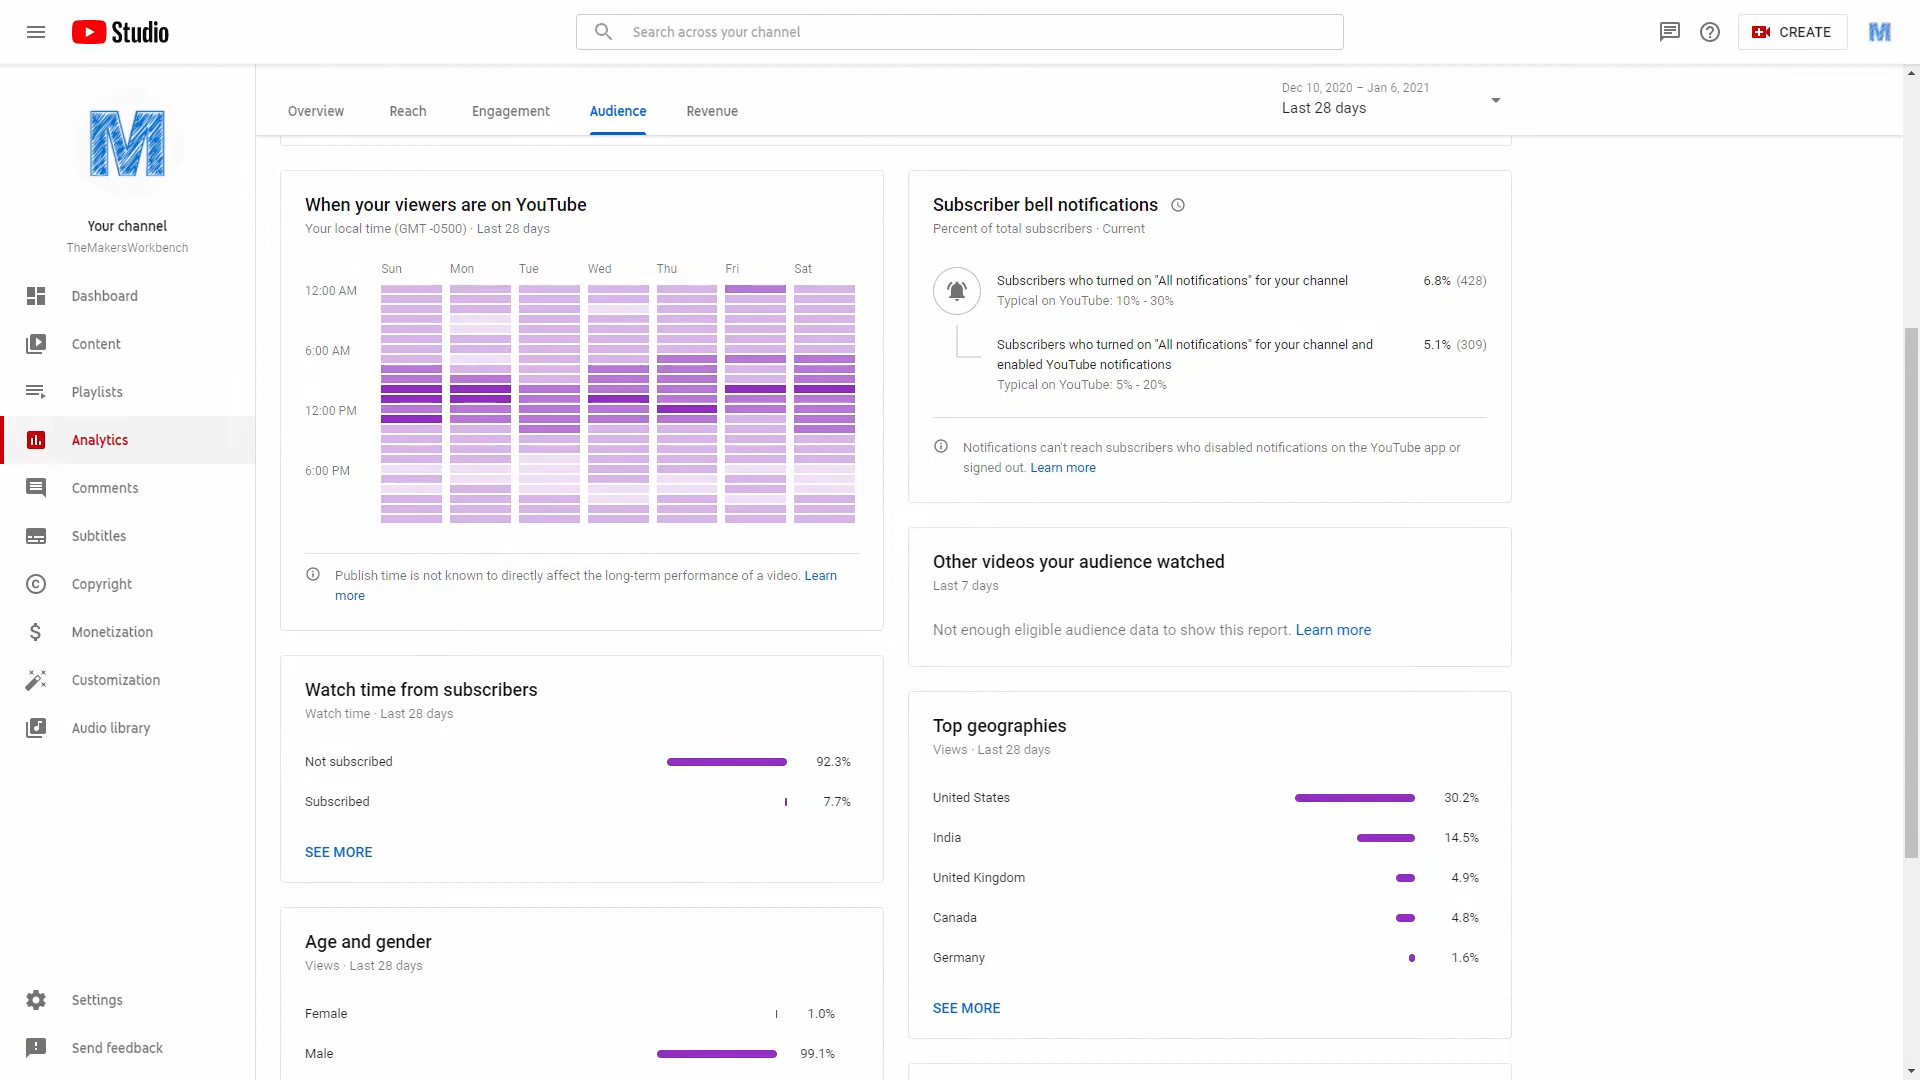 Studio
Search across your channel
CREATE
M
M
Your channel
TheMakersWorkbench
Dashboard
Content
Playlists
Analytics
Comments
Subtitles
Copyright
Monetization
Customization
Audio library
Settings
Send feedback
Overview
Reach
Engagement
Audience
Revenue
Dec 10, 2020 – Jan 6, 2021
Last 28 days
When your viewers are on YouTube
Your local time (GMT -0500) · Last 28 days
Sun Mon Tue Wed Thu Fri Sat
12:00 AM
6:00 AM
12:00 PM
6:00 PM
Publish time is not known to directly affect the long-term performance of a video. Learn
more
Watch time from subscribers
Watch time · Last 28 days
Not subscribed 92.3%
Subscribed 7.7%
SEE MORE
Age and gender
Views · Last 28 days
Female 1.0%
Male 99.1%
Subscriber bell notifications
Percent of total subscribers · Current
Subscribers who turned on "All notifications" for your channel 6.8% (428)
Typical on YouTube: 10% - 30%
Subscribers who turned on "All notifications" for your channel and 5.1% (309)
enabled YouTube notifications
Typical on YouTube: 5% - 20%
Notifications can't reach subscribers who disabled notifications on the YouTube app or
signed out. Learn more
Other videos your audience watched
Last 7 days
Not enough eligible audience data to show this report. Learn more
Top geographies
Views · Last 28 days
United States 30.2%
India 14.5%
United Kingdom 4.9%
Canada 4.8%
Germany 1.6%
SEE MORE